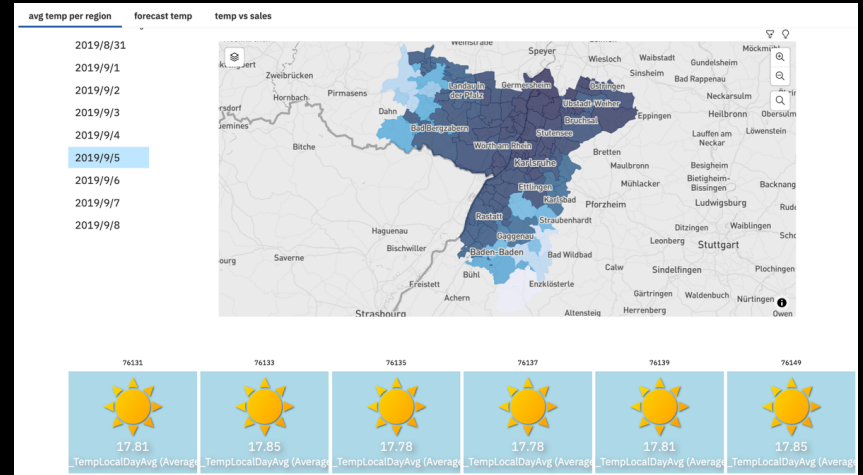 avg temp per region
forecast temp
temp vs sales
2019/8/31
2019/9/1
2019/9/2
2019/9/3
2019/9/4
2019/9/5
2019/9/6
2019/9/7
2019/9/8
Speyer
Wiesloch
Waibstadt
Gundelsheim
Zweibrücken
Sinsheim
Bad Rappenau
Pirmasens
Landau in
der Pfalz
Germersheim
Östringen
Neckarsulm
Hornbach
Dahn
Ubstadt-Weiher
Eppingen
Heilbronn
Obersulm
Bruchsal
Bad Bergzabern
Stutensee
Lauffen am
Neckar
Löwenstein
Bitche
Wörth am Rhein
Bretten
Karlsruhe
Maulbronn
Besigheim
Ettlingen
Mühlacker
Bietigheim-
Bissingen
Backnang
Karlsbad
Pforzheim
Ludwigsburg
Rastatt
Straubenhardt
Haguenau
Gaggenau
Ditzingen
Waiblingen
Bischwiller
Baden-Baden
Bad Wildbad
Leonberg
Stuttgart
Saverne
Calw
Sindelfingen
Plochingen
Bühl
Freistett
Enzklösterle
Achern
Gärtringen
Waldenbuch
Nürtingen
Strasbourg
Altensteig
Herrenberg
Owen
76131
76133
76135
76137
76139
76149
17.81
17.85
17.78
17.78
17.81
17.85
_TempLocalDayAvg (Average
_TempLocalDayAvg (Average
_TempLocalDayAvg (Average
_TempLocalDayAvg (Average
_TempLocalDayAvg (Average
_TempLocalDayAvg (Average